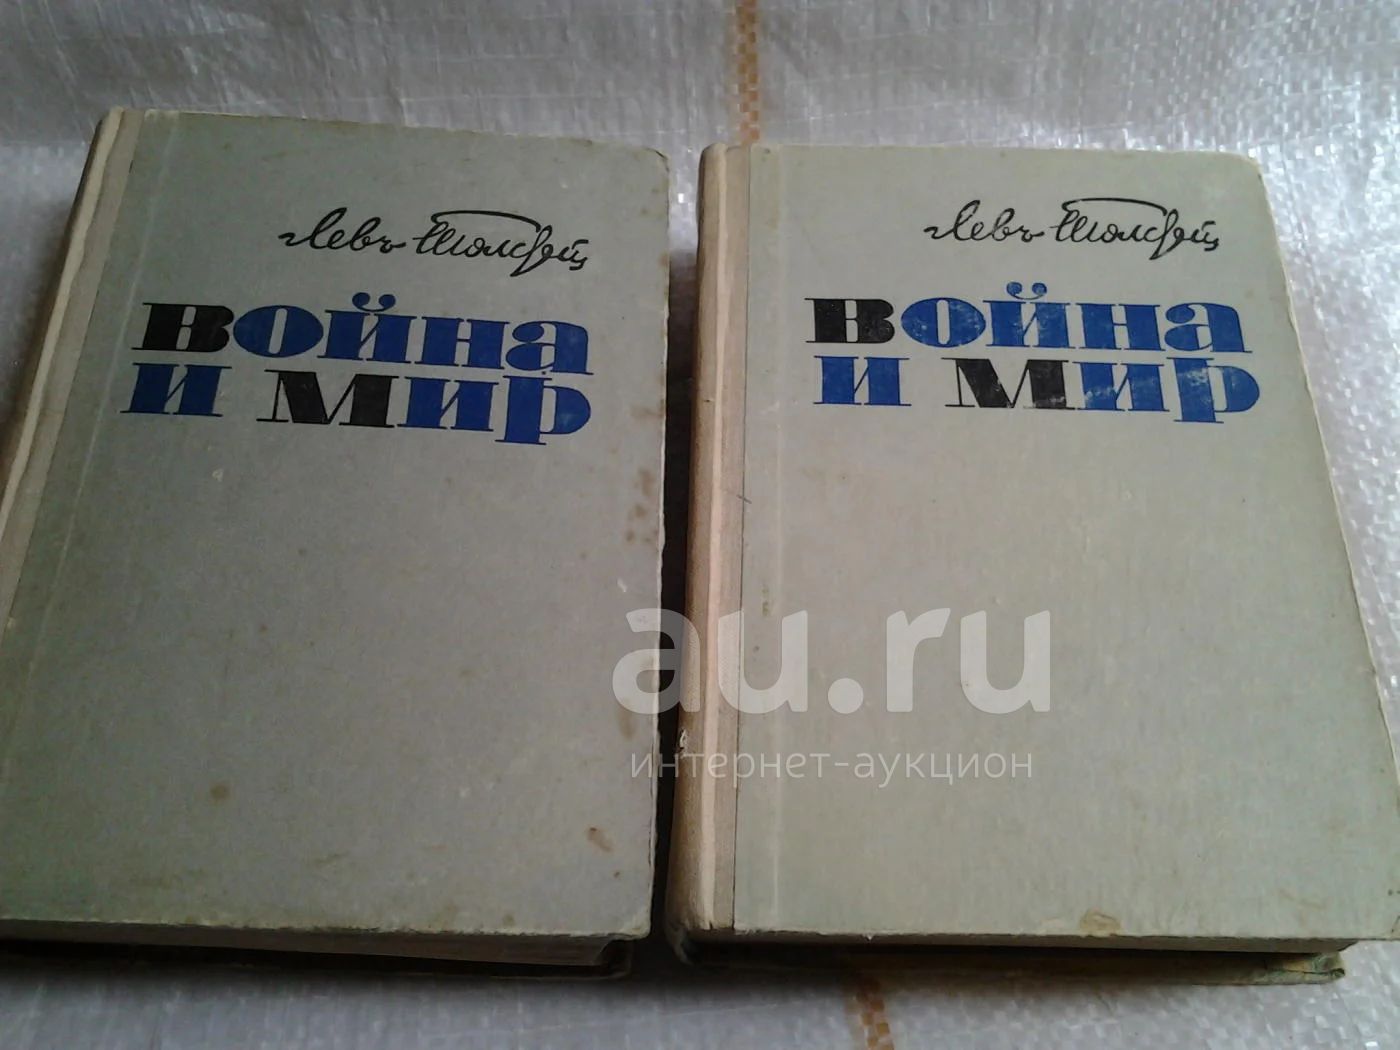 Левъ Толстой
война
и мир
Левъ Толстой
война
и мир
au.ru
интернет-аукцион